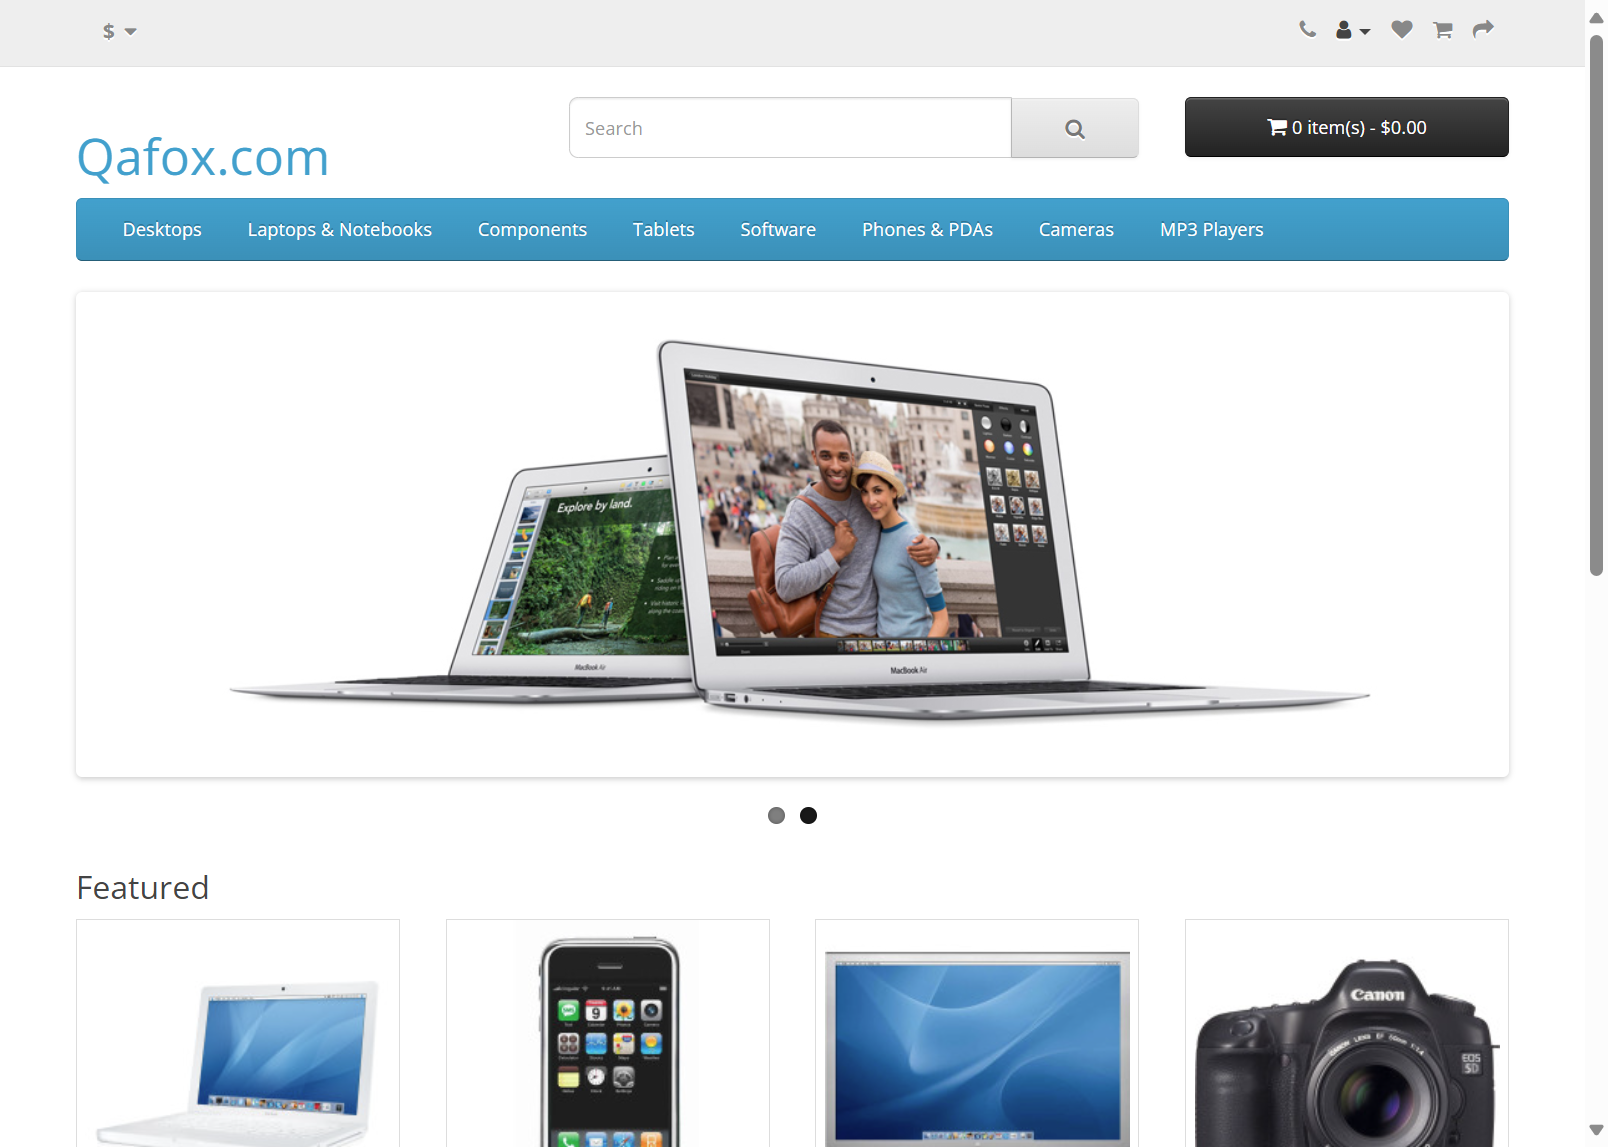 $
Search
0 item(s) - $0.00
Qafox.com
Desktops
Laptops & Notebooks
Components
Tablets
Software
Phones & PDAs
Cameras
MP3 Players
Explore by land.
MacBook Air
MacBook Air
Featured
Canon
EOS
5D